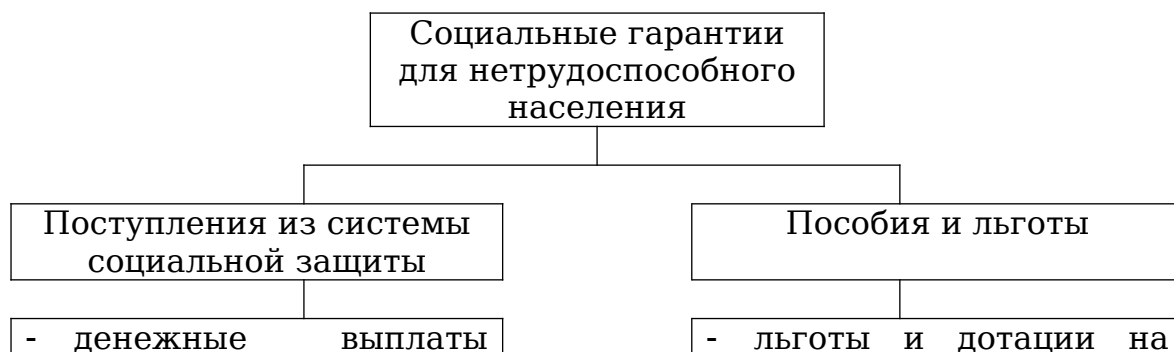 Социальные гарантии
для нетрудоспособного
населения
Поступления из системы
социальной защиты
Пособия и льготы
- денежные выплаты
- льготы и дотации на